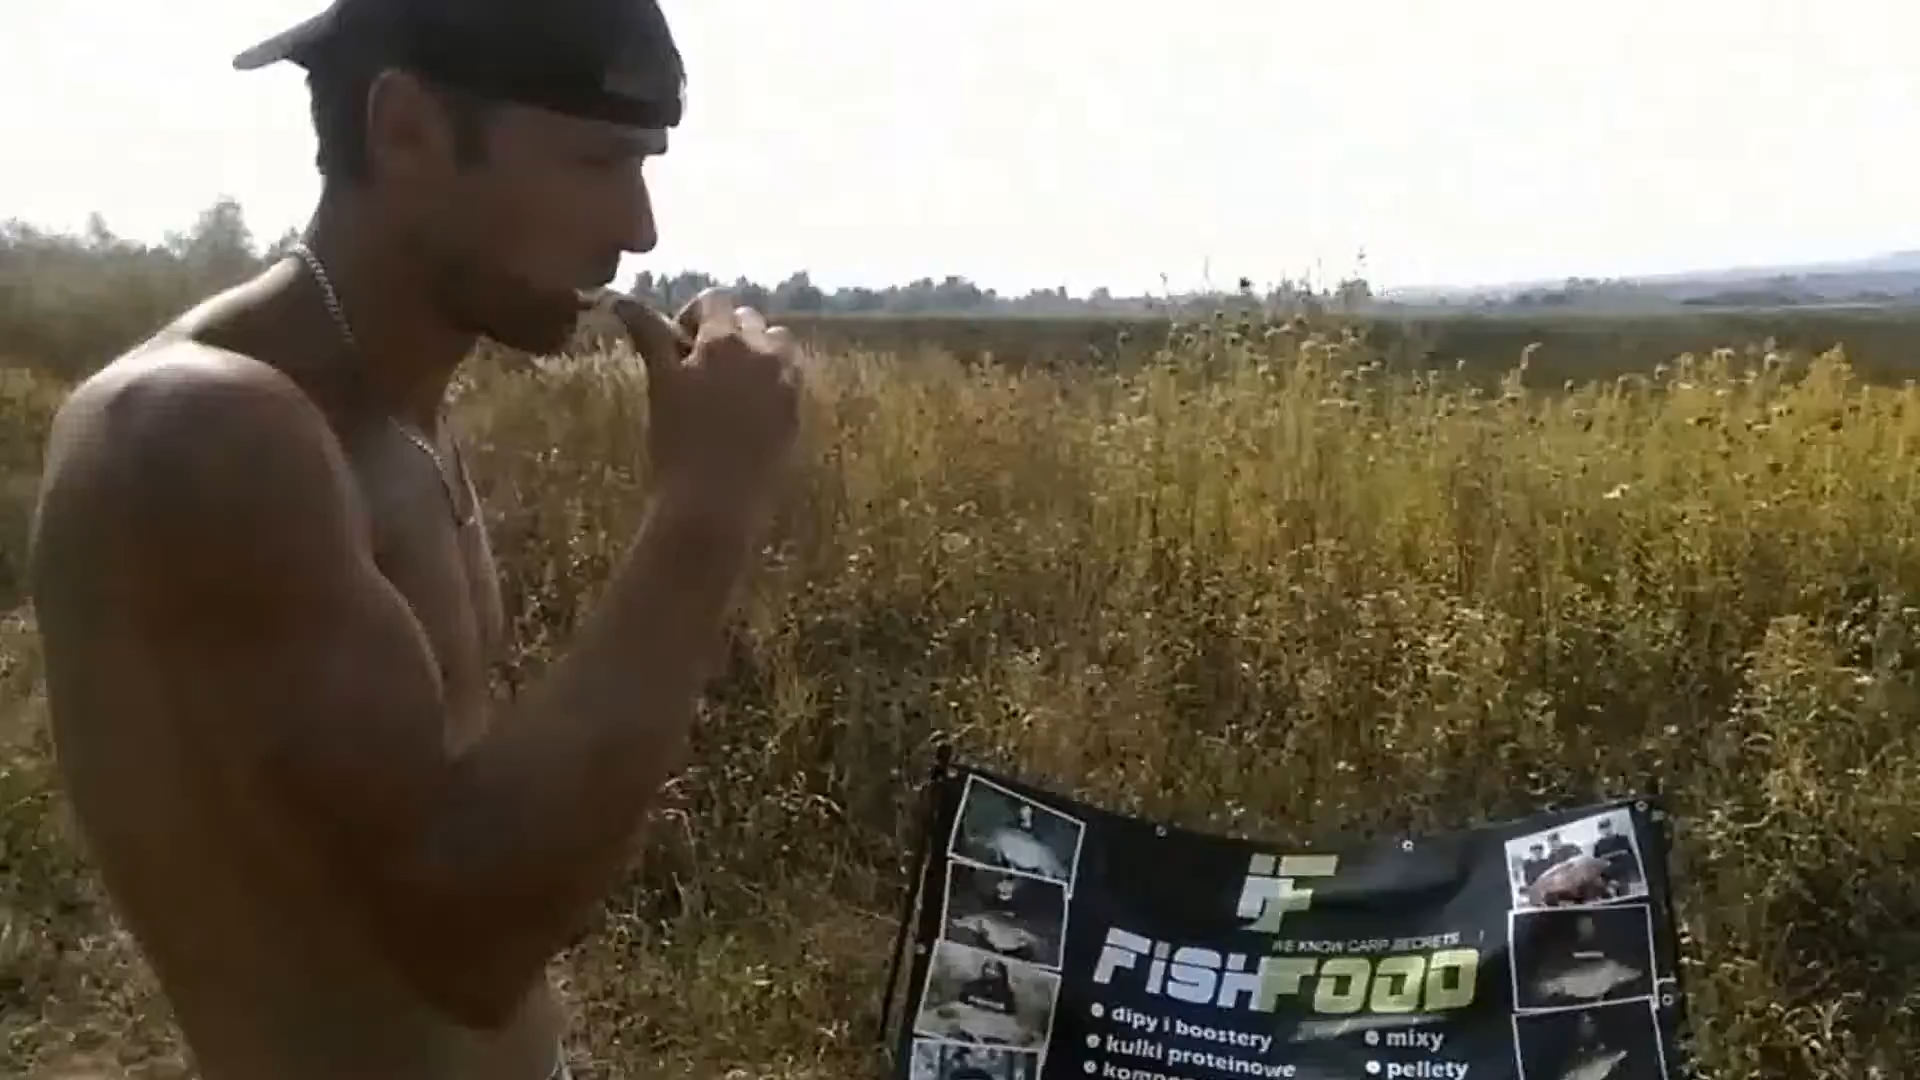 WE KNOW CARP SECRETS
FISHFOOD
dipy i boostery
mixy
kulki proteinowe
pellety